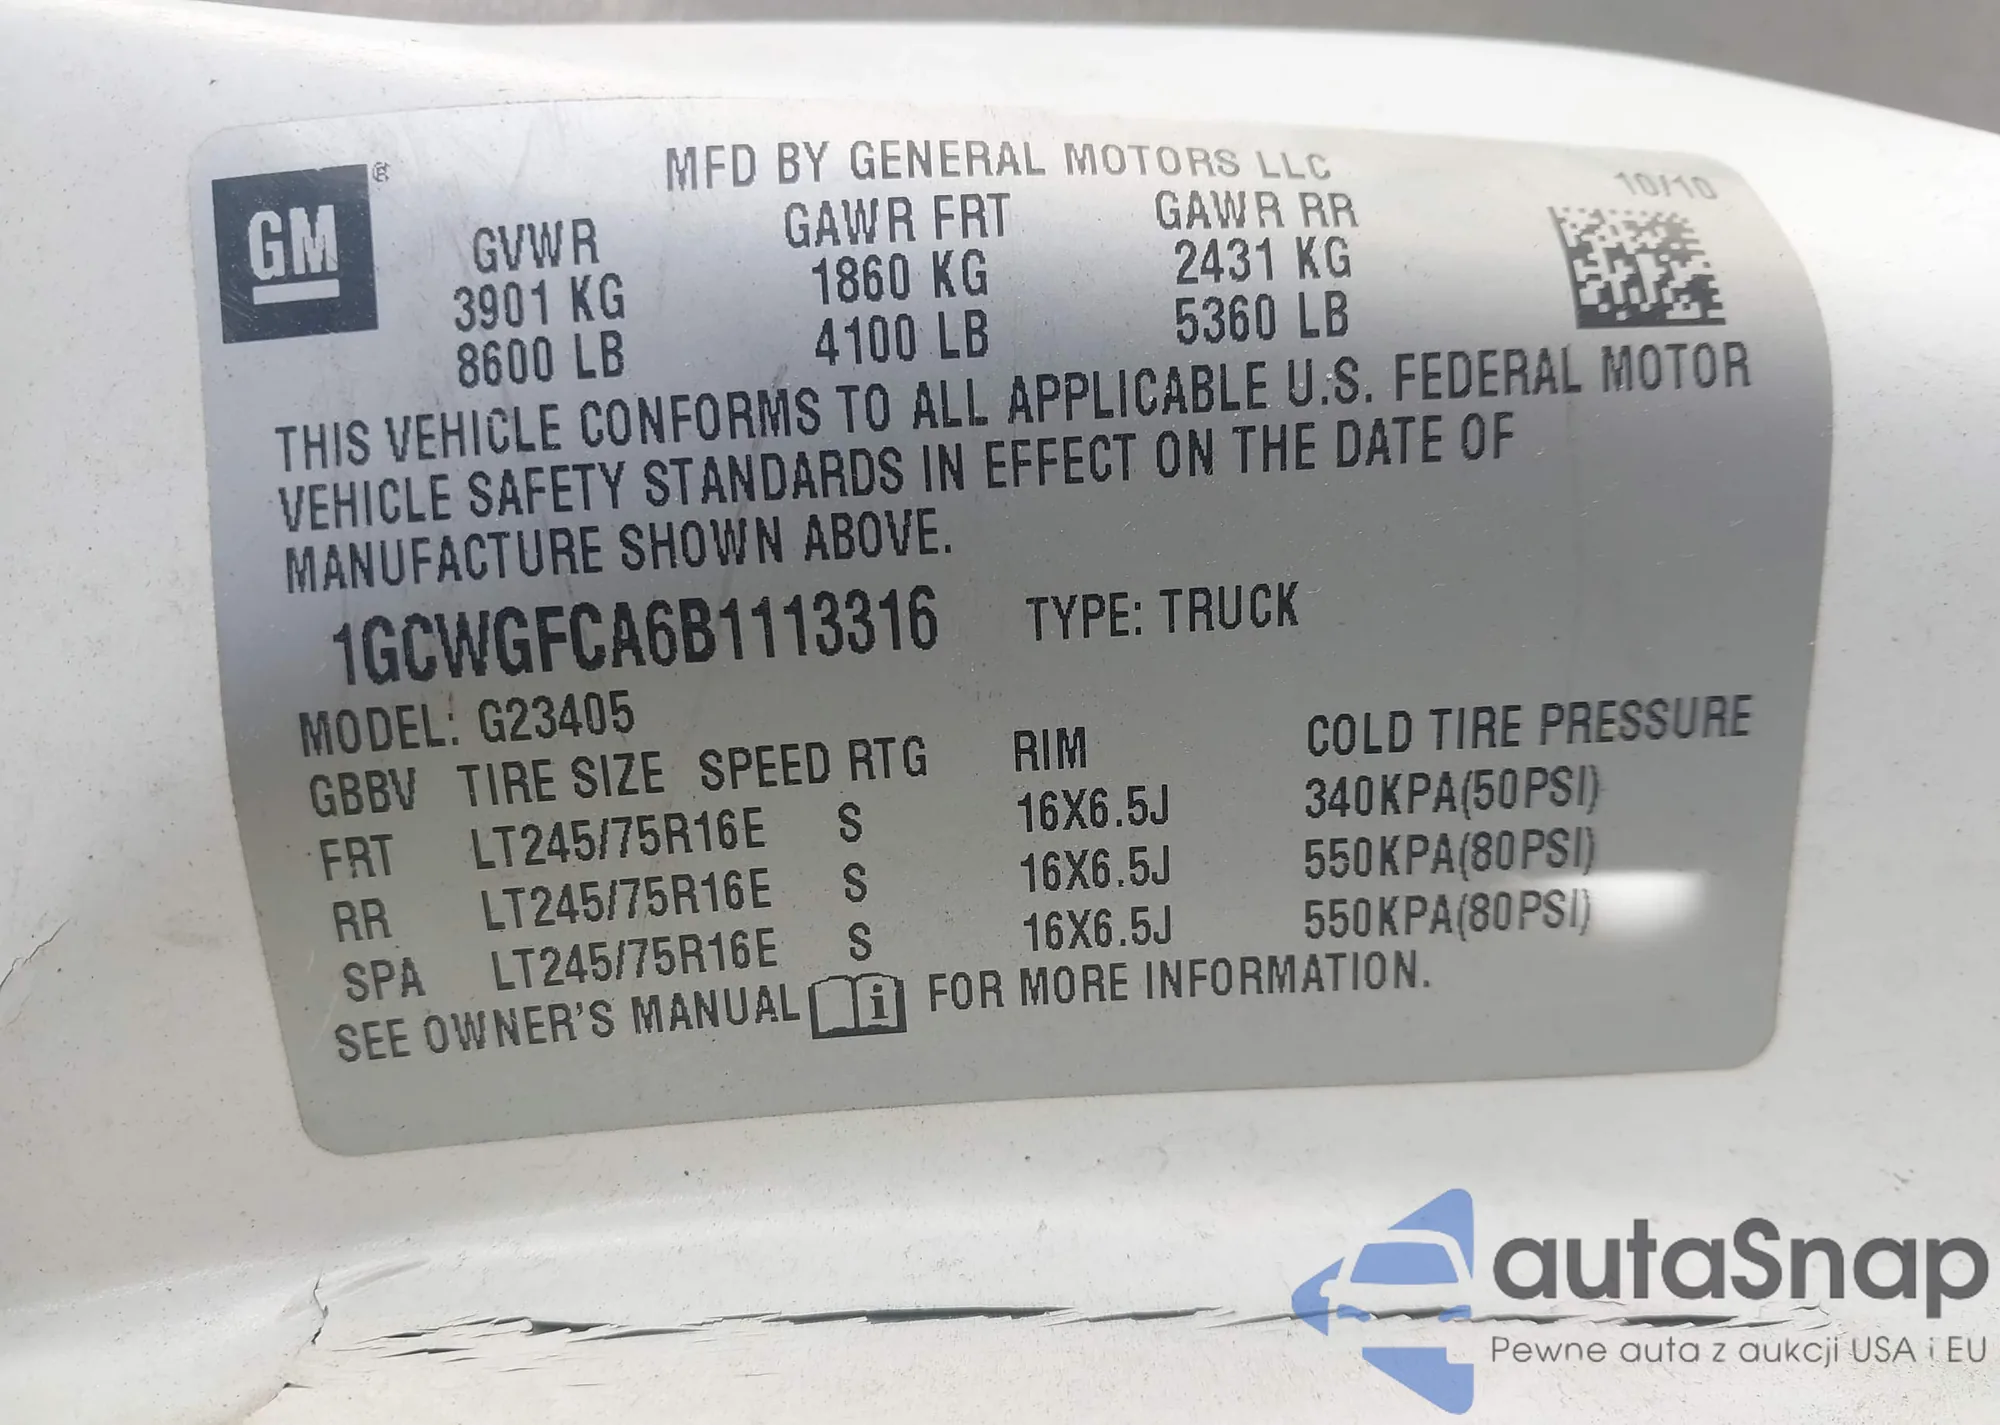 MFD BY GENERAL MOTORS LLC
10/10
GM
GVWR GAWR FRT GAWR RR
3901 KG 1860 KG 2431 KG
8600 LB 4100 LB 5360 LB
THIS VEHICLE CONFORMS TO ALL APPLICABLE U.S. FEDERAL MOTOR
VEHICLE SAFETY STANDARDS IN EFFECT ON THE DATE OF
MANUFACTURE SHOWN ABOVE.
1GCWGFCA6B1113316 TYPE: TRUCK
MODEL: G23405
GBBV TIRE SIZE SPEED RTG RIM COLD TIRE PRESSURE
FRT LT245/75R16E S 16X6.5J 340KPA(50PSI)
RR LT245/75R16E S 16X6.5J 550KPA(80PSI)
SPA LT245/75R16E S 16X6.5J 550KPA(80PSI)
SEE OWNER'S MANUAL i FOR MORE INFORMATION.
autaSnap
Pewne auta z aukcji USA i EU